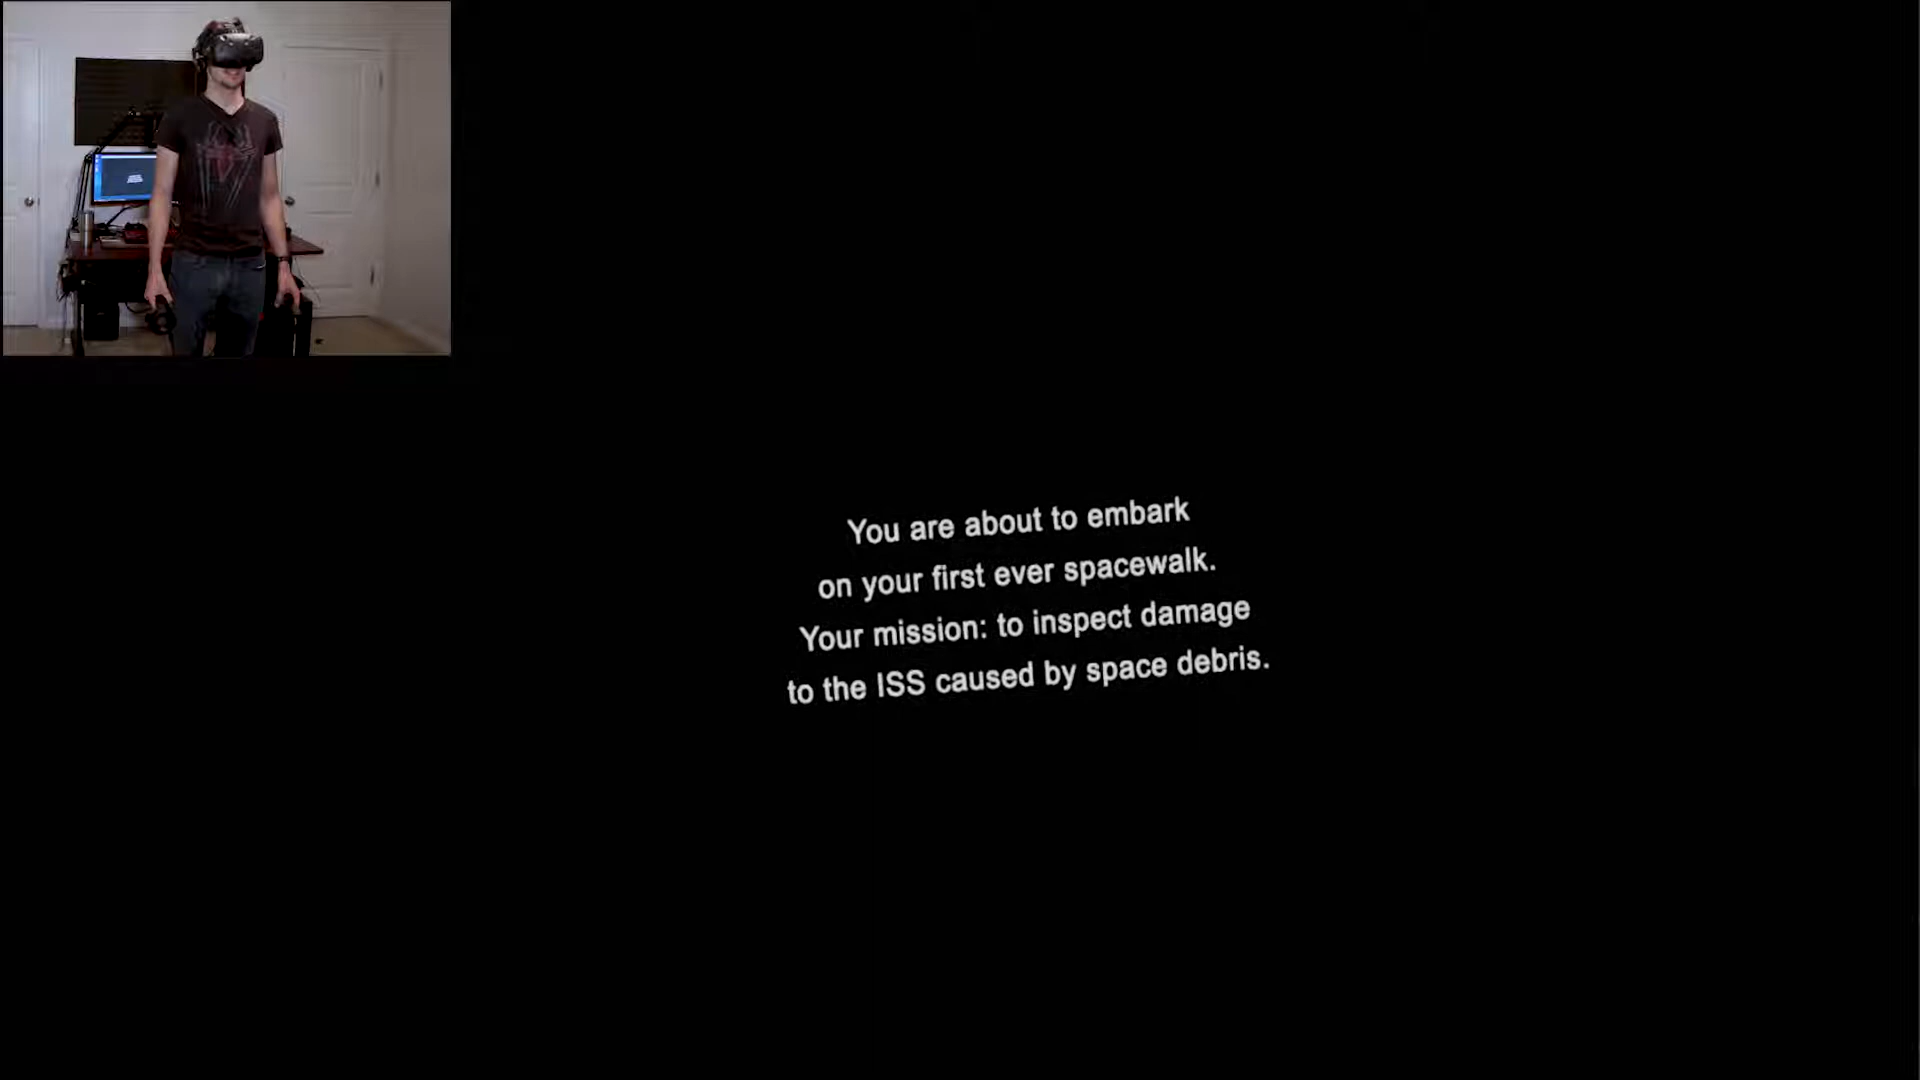 You are about to embark
on your first ever spacewalk.
Your mission: to inspect damage
to the ISS caused by space debris.